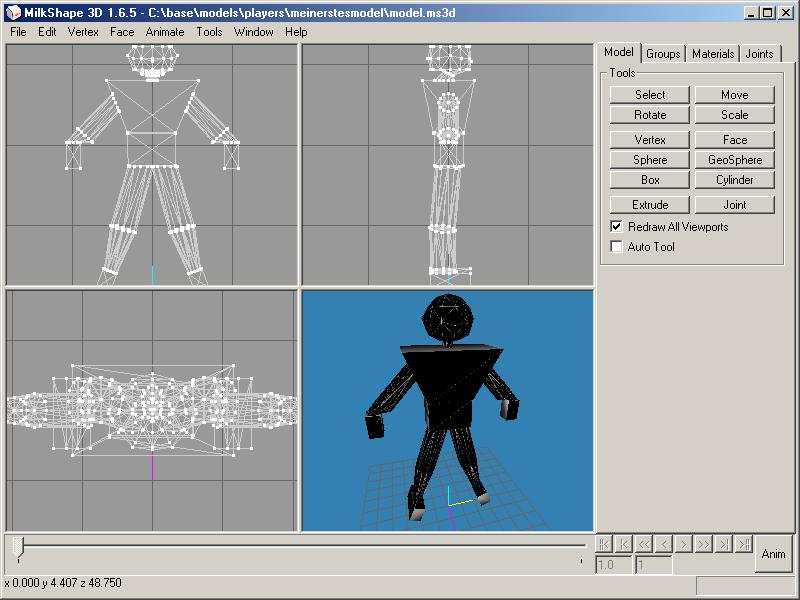 MilkShape 3D 1.6.5 - C:\base\models\players\meinerstesmodel\model.ms3d
File Edit Vertex Face Animate Tools Window Help
Model Groups Materials Joints
Tools
Select Move
Rotate Scale
Vertex Face
Sphere GeoSphere
Box Cylinder
Extrude Joint
Redraw All Viewports
Auto Tool
1.0 1
Anim
x 0.000 y 4.407 z 48.750